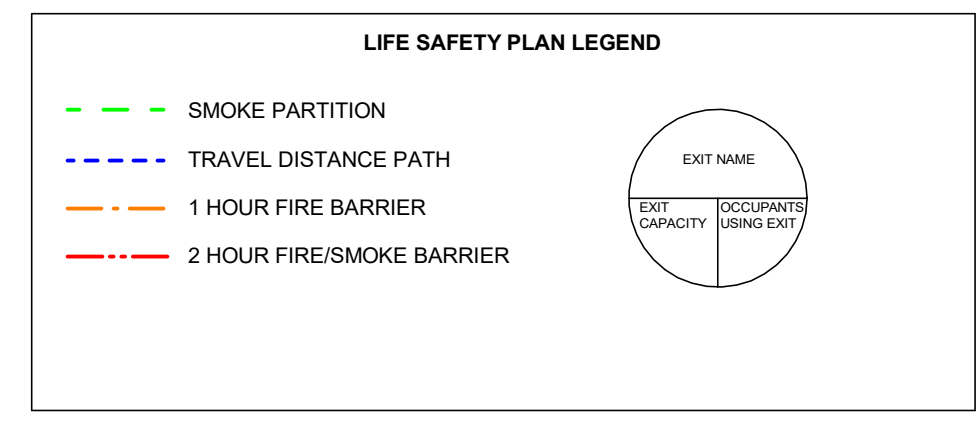 LIFE SAFETY PLAN LEGEND
SMOKE PARTITION
TRAVEL DISTANCE PATH
1 HOUR FIRE BARRIER
2 HOUR FIRE/SMOKE BARRIER
EXIT NAME
EXIT
CAPACITY
OCCUPANTS
USING EXIT